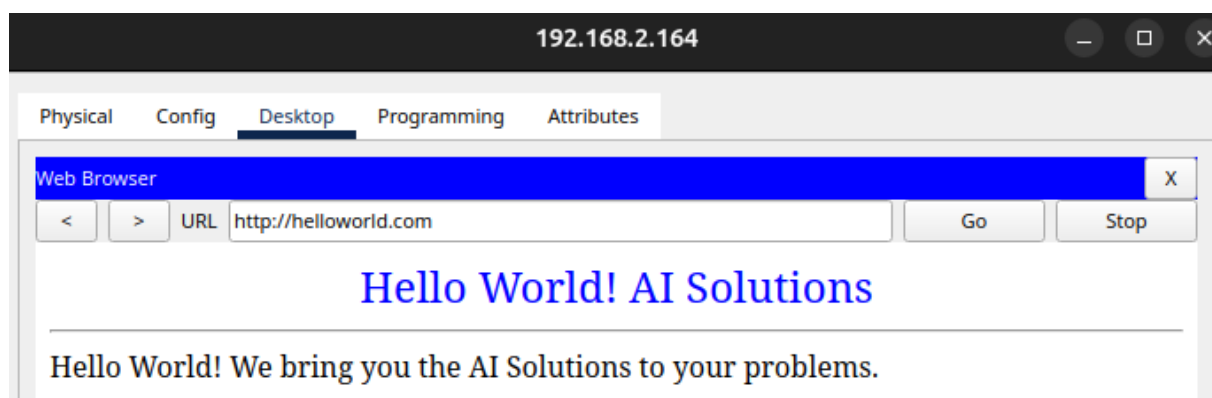 192.168.2.164
Physical Config Desktop Programming Attributes
Web Browser X
< > URL http://helloworld.com Go Stop
Hello World! AI Solutions
Hello World! We bring you the AI Solutions to your problems.